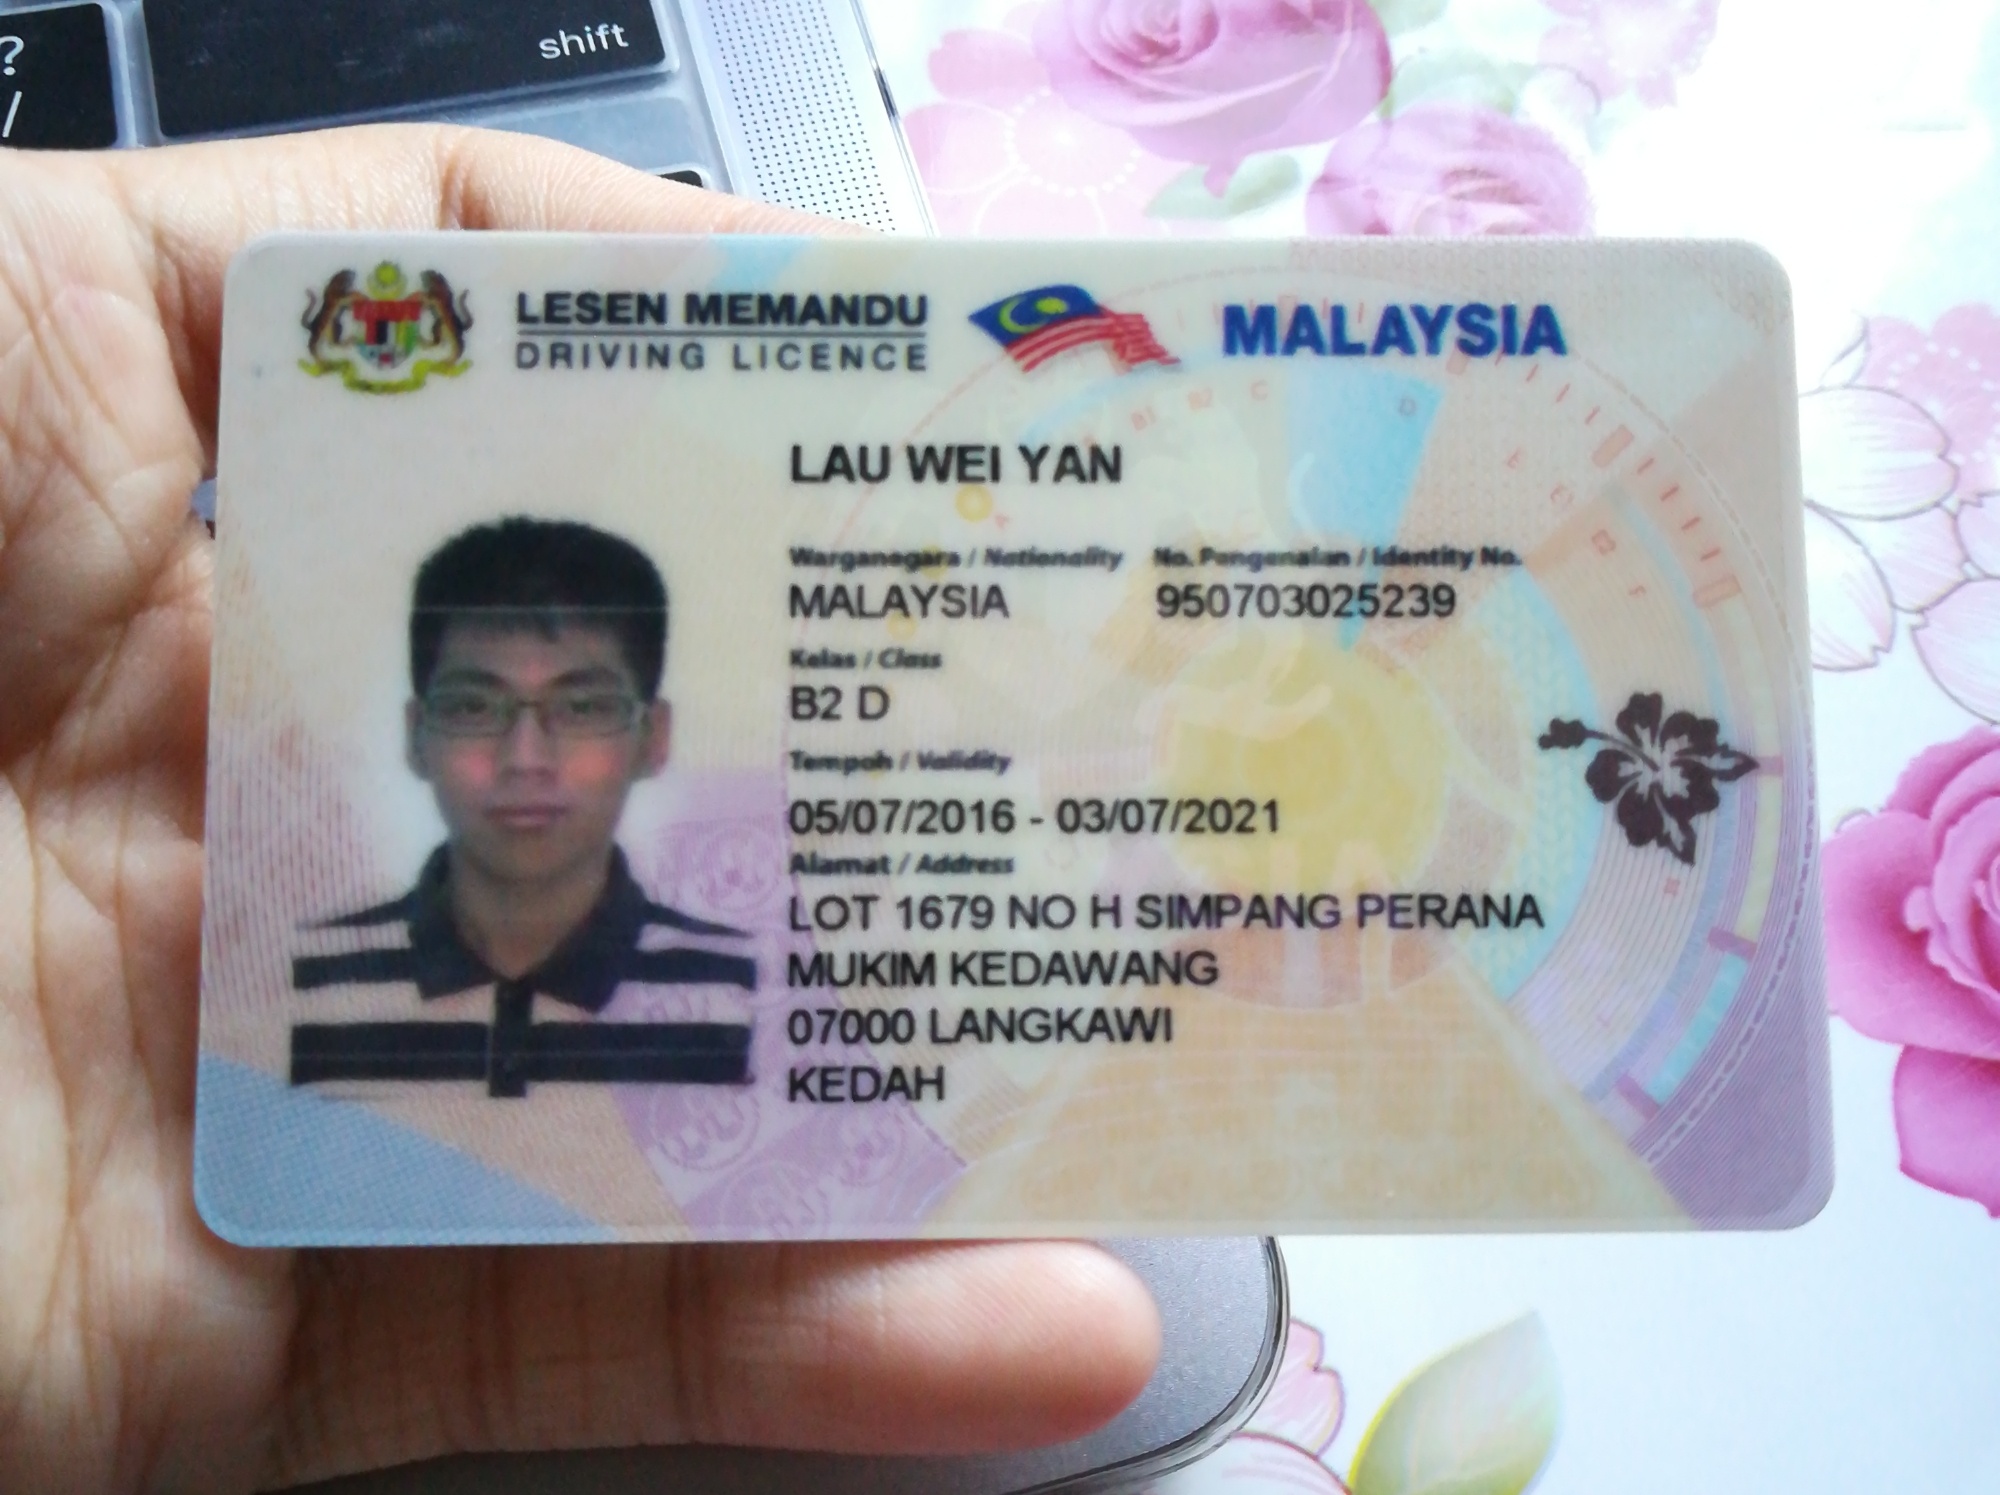 ?
/
shift
LESEN MEMANDU
DRIVING LICENCE
MALAYSIA
LAU WEI YAN
Warganegara / Nationality No. Pengenalan / Identity No.
MALAYSIA 950703025239
Kelas / Class
B2 D
Tempoh / Validity
05/07/2016 - 03/07/2021
Alamat / Address
LOT 1679 NO H SIMPANG PERANA
MUKIM KEDAWANG
07000 LANGKAWI
KEDAH